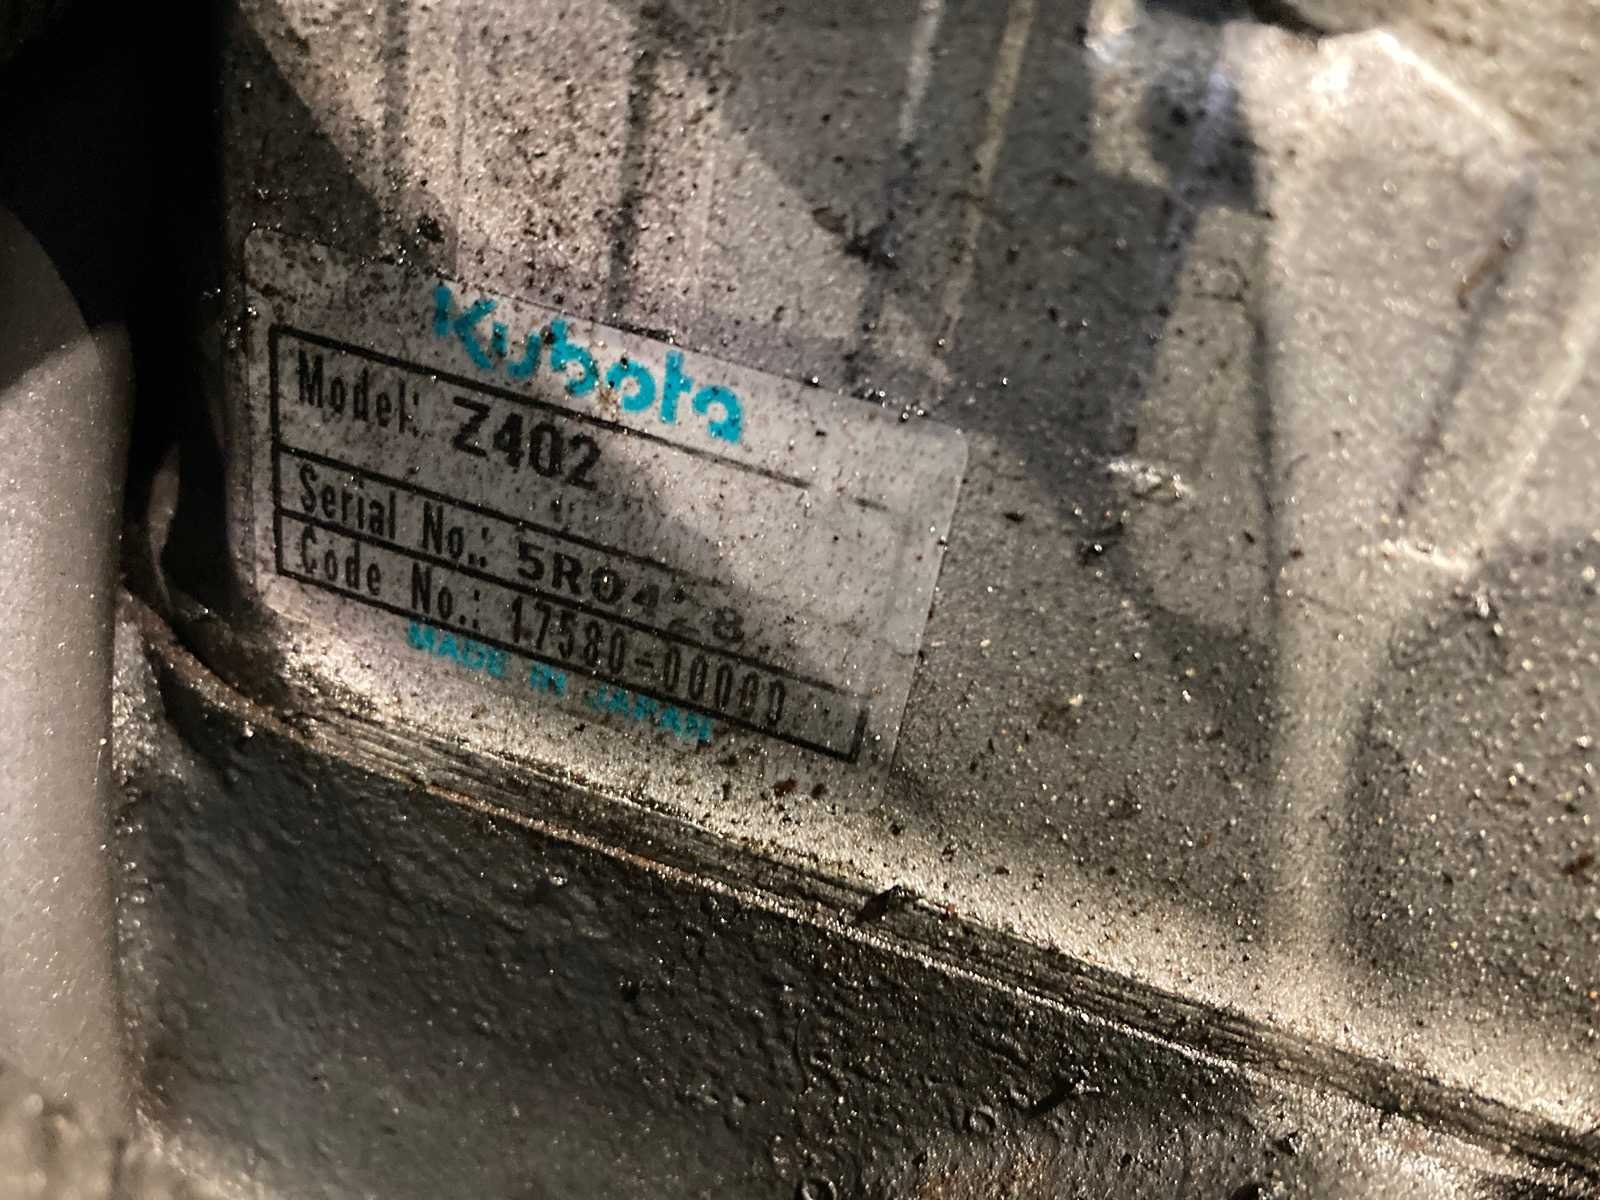 Kubota
Model: Z402
Serial No.: 5R0428
Code No.: 17580-00000
MADE IN JAPAN